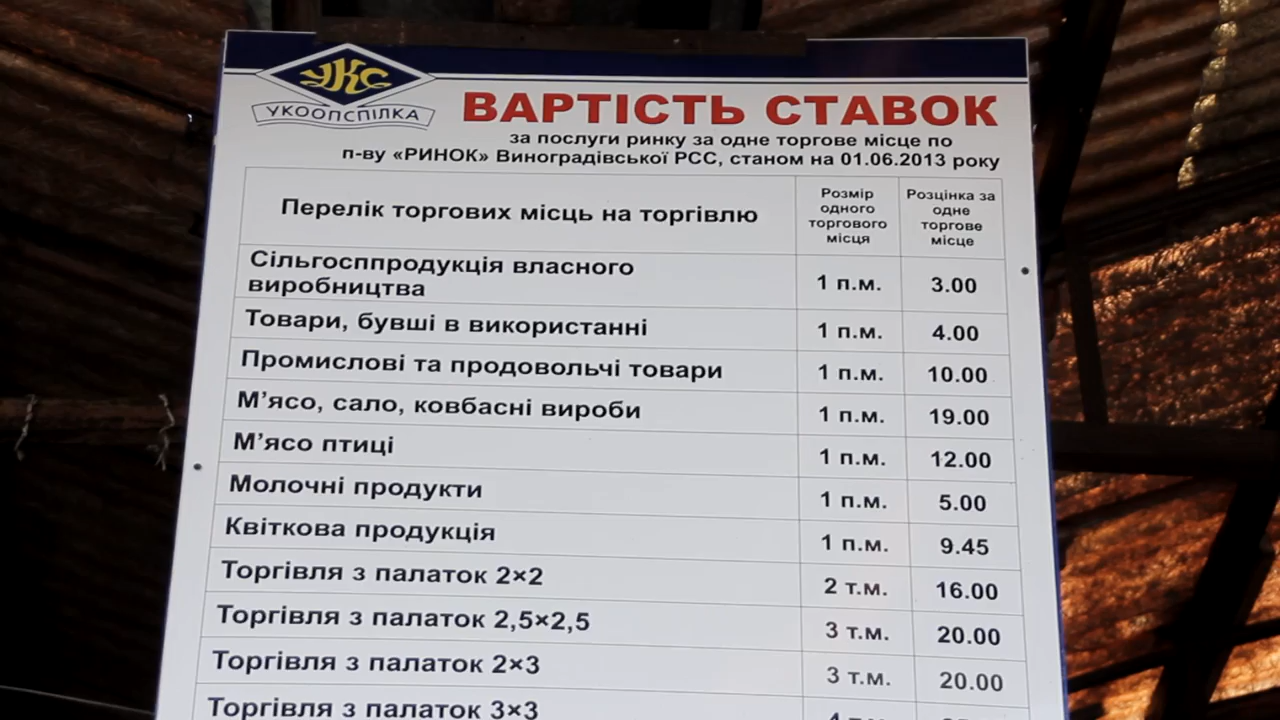 УКС
УКООПСПІЛКА
ВАРТІСТЬ СТАВОК
за послуги ринку за одне торгове місце по
п-ву «РИНОК» Виноградівської РСС, станом на 01.06.2013 року
Перелік торгових місць на торгівлю
Розмір
одного
торгового
місця
Розцінка за
одне
торгове
місце
Сільгосппродукція власного
виробництва
1 п.м.
3.00
Товари, бувші в використанні
1 п.м.
4.00
Промислові та продовольчі товари
1 п.м.
10.00
М’ясо, сало, ковбасні вироби
1 п.м.
19.00
М’ясо птиці
1 п.м.
12.00
Молочні продукти
1 п.м.
5.00
Квіткова продукція
1 п.м.
9.45
Торгівля з палаток 2×2
2 т.м.
16.00
Торгівля з палаток 2,5×2,5
3 т.м.
20.00
Торгівля з палаток 2×3
3 т.м.
20.00
Торгівля з палаток 3×3